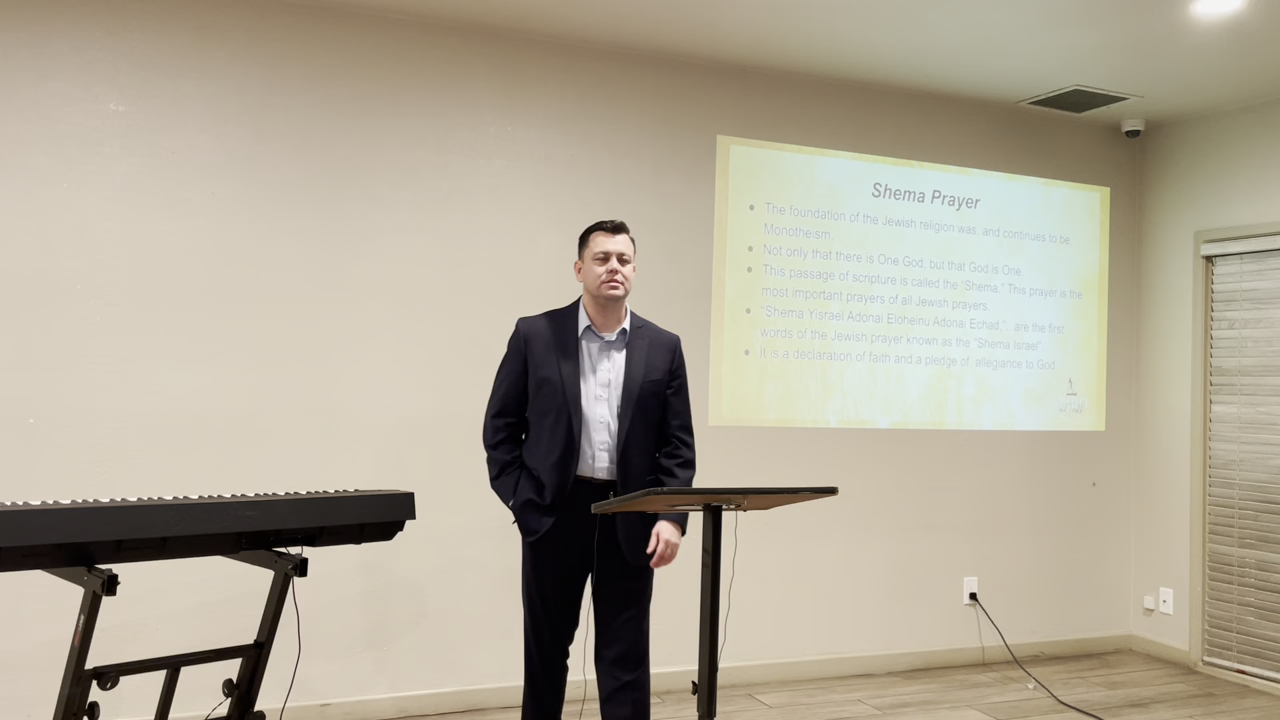 Shema Prayer
● The foundation of the Jewish religion was, and continues to be
Monotheism.
● Not only that there is One God, but that God is One.
● This passage of scripture is called the "Shema." This prayer is the
most important prayers of all Jewish prayers.
● "Shema Yisrael Adonai Eloheinu Adonai Echad,".. are the first
words of the Jewish prayer known as the "Shema Israel".
● It is a declaration of faith and a pledge of allegiance to God